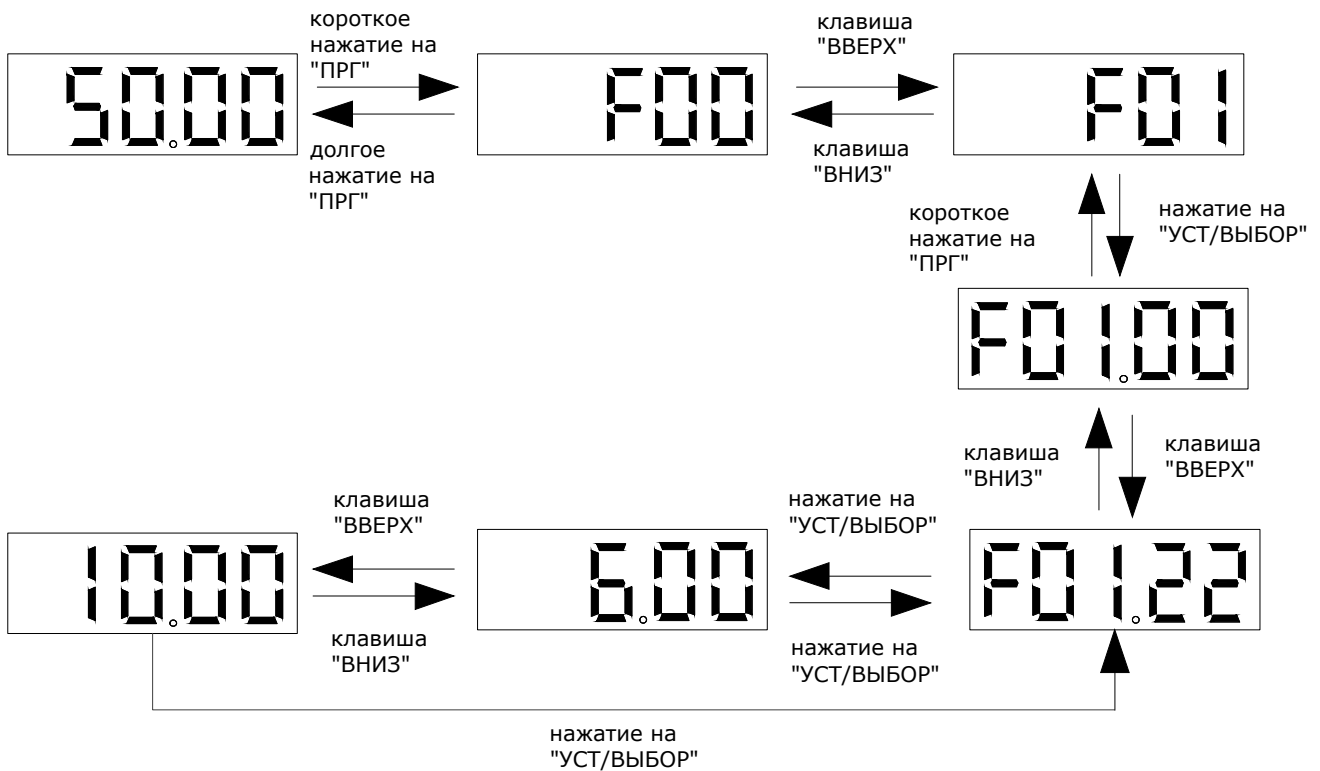 короткое
нажатие на
"ПРГ"
клавиша
"ВВЕРХ"
50.00
F00
F01
долгое
нажатие на
"ПРГ"
клавиша
"ВНИЗ"
короткое
нажатие на
"ПРГ"
нажатие на
"УСТ/ВЫБОР"
F01.00
клавиша
"ВНИЗ"
клавиша
"ВВЕРХ"
клавиша
"ВВЕРХ"
нажатие на
"УСТ/ВЫБОР"
10.00
6.00
F01.22
клавиша
"ВНИЗ"
нажатие на
"УСТ/ВЫБОР"
нажатие на
"УСТ/ВЫБОР"